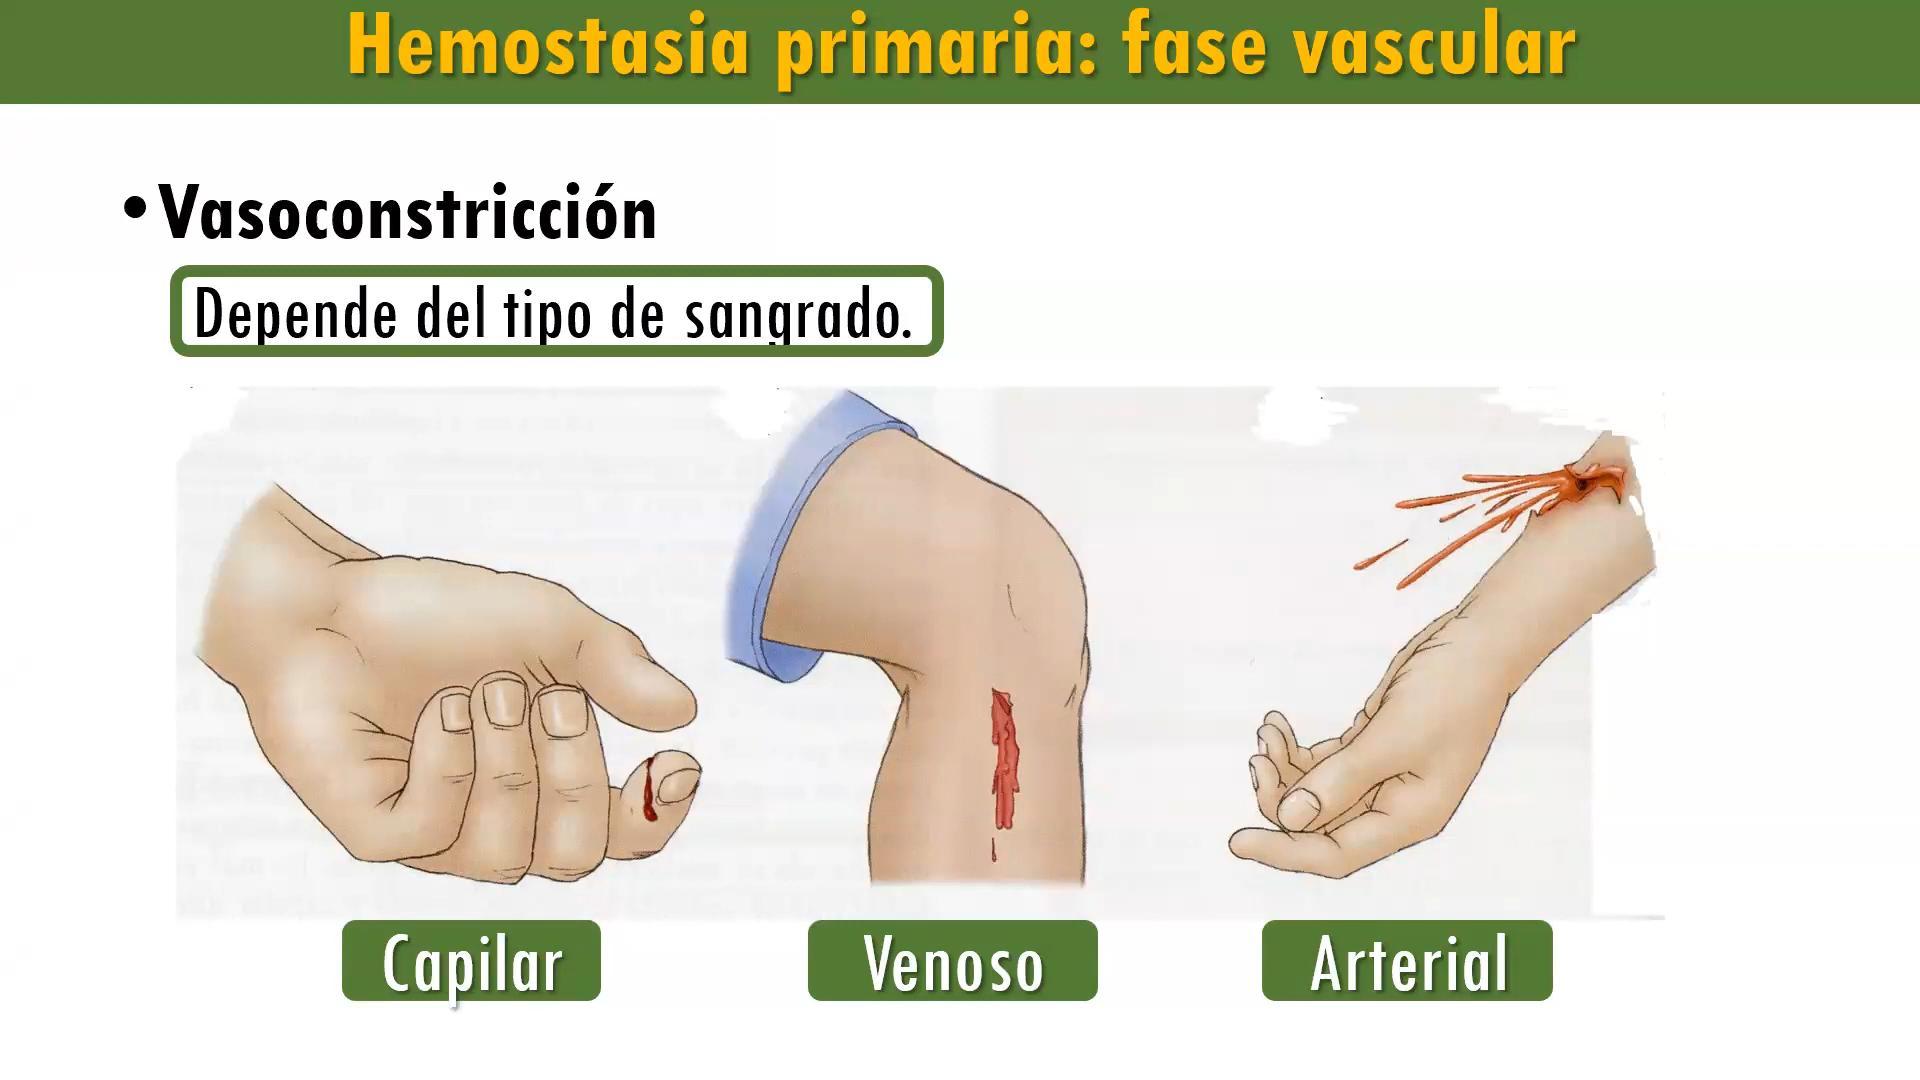 Hemostasia primaria: fase vascular
•Vasoconstricción
Depende del tipo de sangrado.
Capilar
Venoso
Arterial